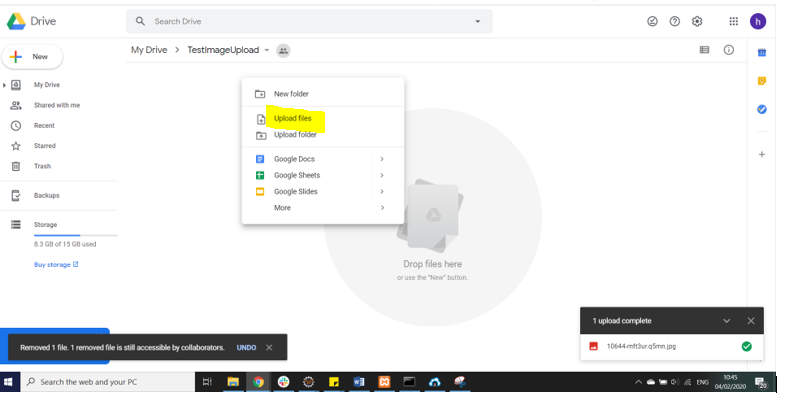 Drive
Search Drive
h
New
My Drive > TestImageUpload
My Drive
Shared with me
Recent
Starred
Trash
Backups
Storage
8.3 GB of 15 GB used
Buy storage
New folder
Upload files
Upload folder
Google Docs
Google Sheets
Google Slides
More
Drop files here
or use the "New" button.
1 upload complete
10644-mft3ur.q5mn.jpg
Removed 1 file. 1 removed file is still accessible by collaborators. UNDO
Search the web and your PC
ENG
10:45
04/02/2020